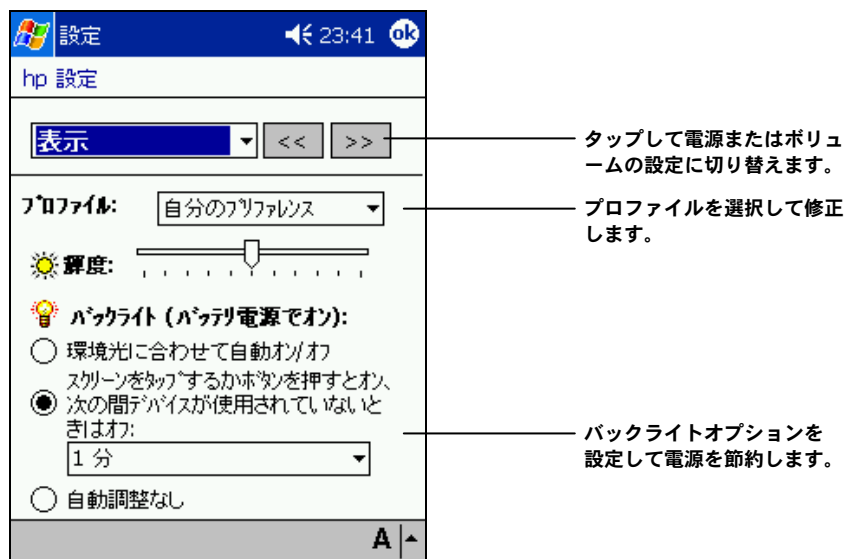 設定 23:41 ok
hp 設定
表示 << >>
タップして電源またはボリュ
ームの設定に切り替えます。
プロファイル: 自分のプリファレンス
プロファイルを選択して修正
します。
輝度:
バックライト (バッテリ電源でオン):
環境光に合わせて自動オン/オフ
スクリーンをタップするかボタンを押すとオン、
次の間デバイスが使用されていないと
きはオフ:
1 分
バックライトオプションを
設定して電源を節約します。
自動調整なし
A